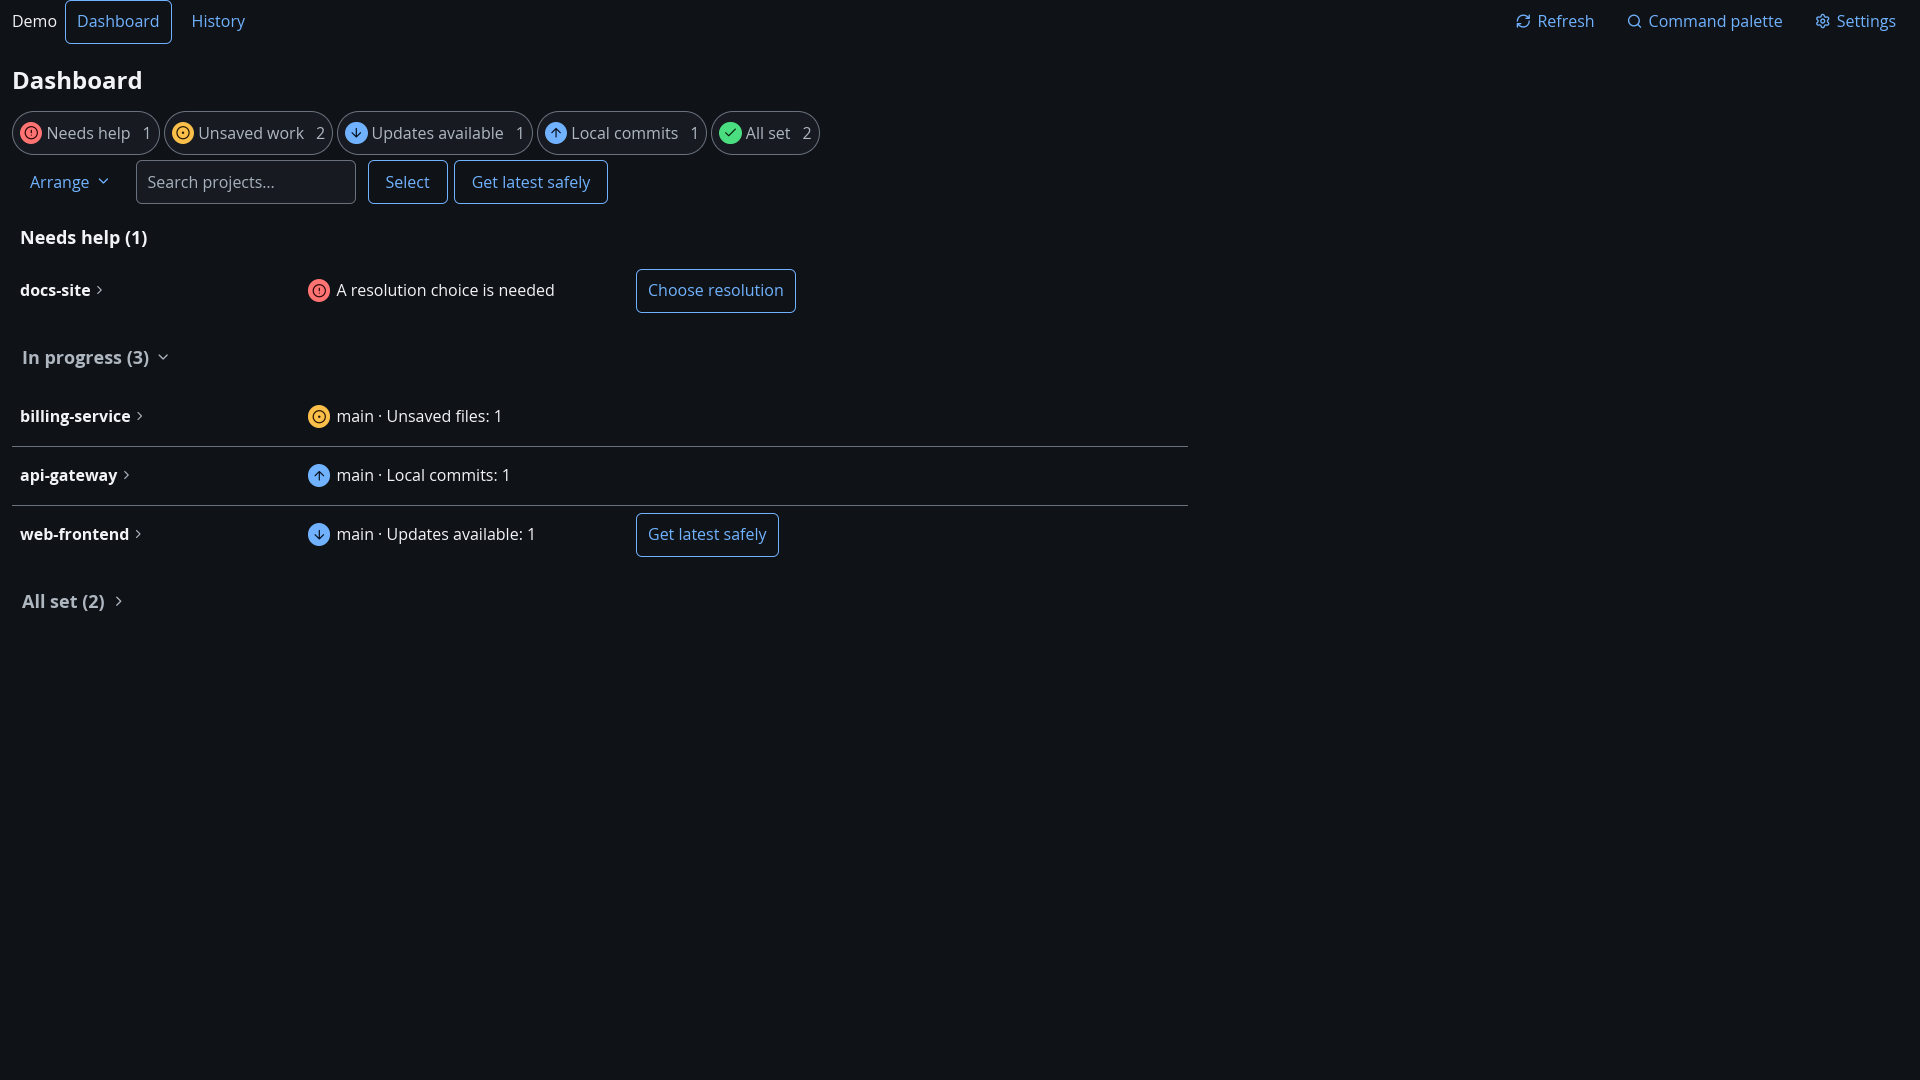 Demo Dashboard History Refresh Command palette Settings
Dashboard
Needs help 1 Unsaved work 2 Updates available 1 Local commits 1 All set 2
Arrange Search projects... Select Get latest safely
Needs help (1)
docs-site A resolution choice is needed Choose resolution
In progress (3)
billing-service main · Unsaved files: 1
api-gateway main · Local commits: 1
web-frontend main · Updates available: 1 Get latest safely
All set (2)